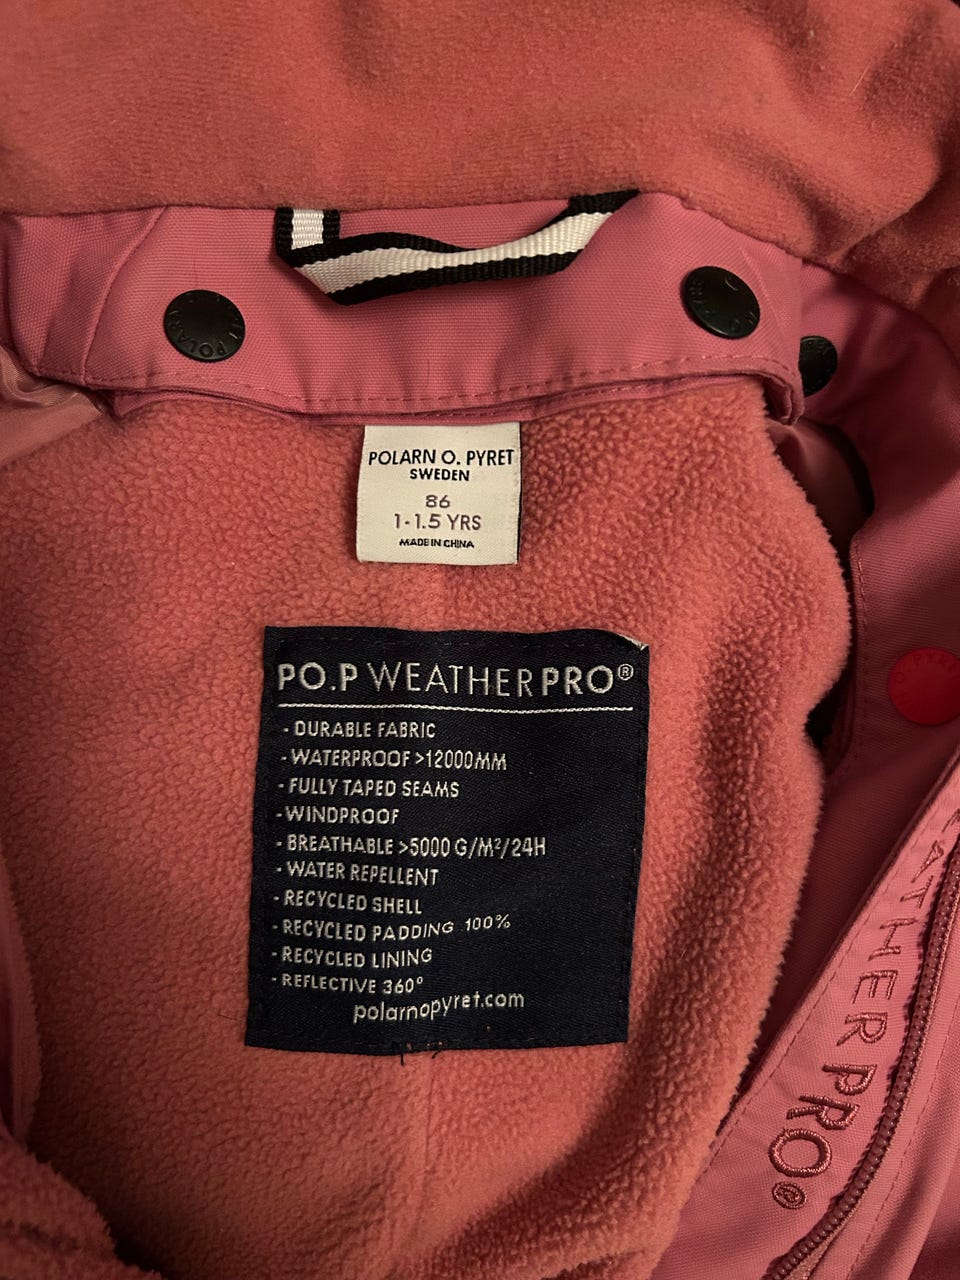 POLARN O. PYRET
SWEDEN
86
1-1.5 YRS
MADE IN CHINA
PO.P WEATHERPRO®
- DURABLE FABRIC
- WATERPROOF >12000MM
- FULLY TAPED SEAMS
- WINDPROOF
- BREATHABLE >5000 G/M²/24H
- WATER REPELLENT
- RECYCLED SHELL
- RECYCLED PADDING 100%
- RECYCLED LINING
- REFLECTIVE 360°
polarnopyret.com
EATHERPRO®